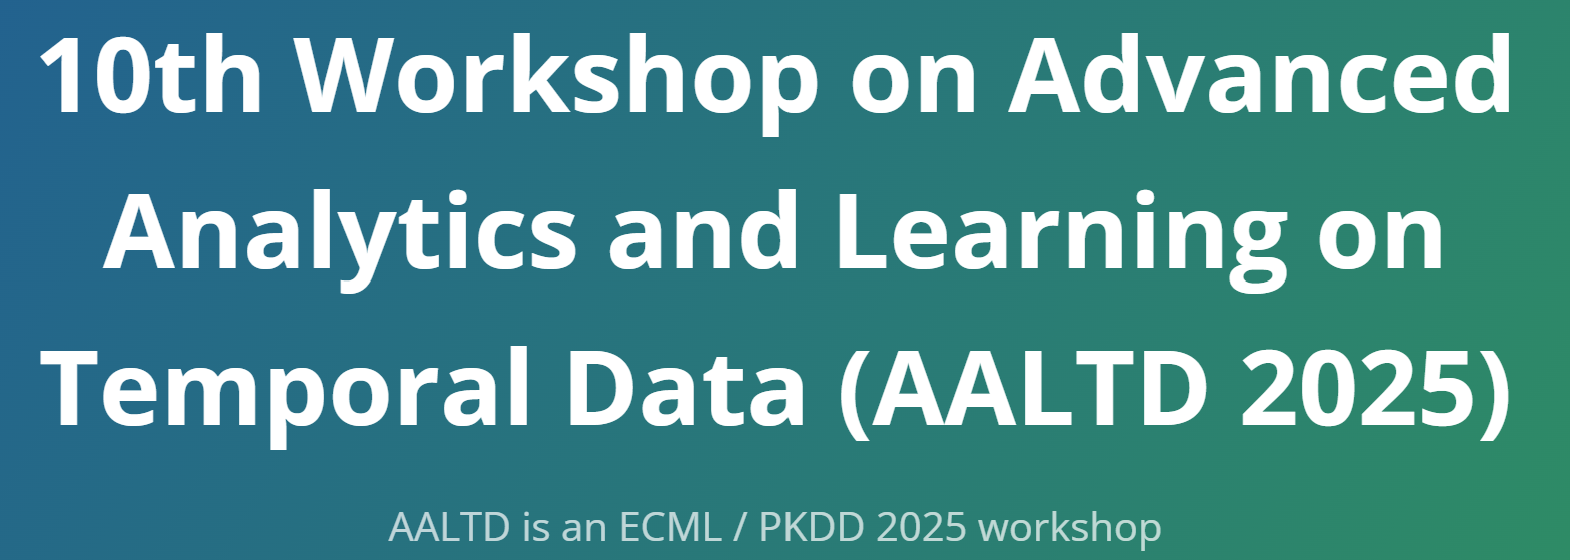 10th Workshop on Advanced
Analytics and Learning on
Temporal Data (AALTD 2025)
AALTD is an ECML / PKDD 2025 workshop